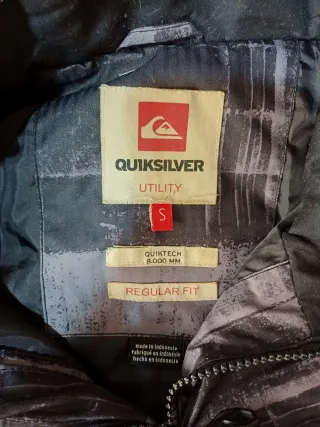 QUIKSILVER
UTILITY
S
QUIKTECH
8.000 MM
REGULAR FIT
made in indonesia
fabriqué en indonésie
hecho en indonesia